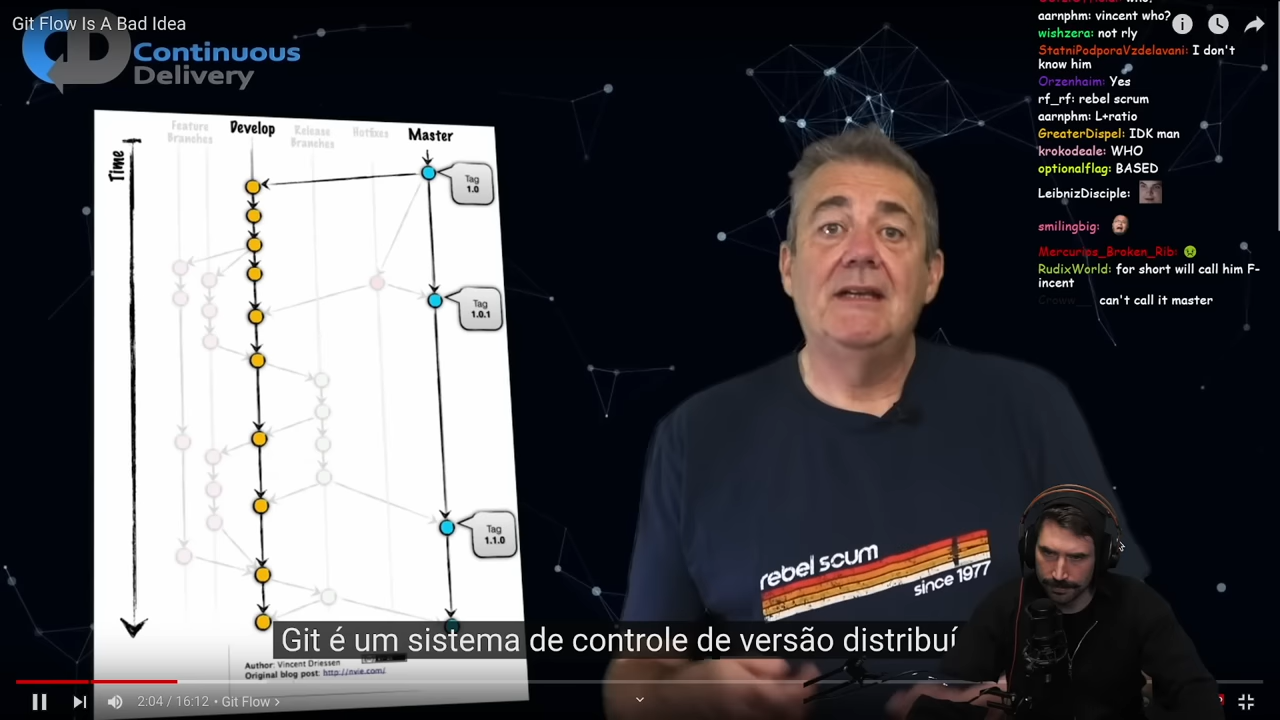 Git Flow Is A Bad Idea
Continuous
Delivery
Feature
Branches
Develop
Release
Branches
Hotfixes
Master
Time
Tag
1.0
Tag
1.0.1
Tag
1.1.0
Author: Vincent Driessen
Original blog post: http://nvie.com/
rebel scum
since 1977
aarnphm: vincent who?
wishzera: not rly
StatniPodporaVzdelavani: I don't
know him
Orzenhaim: Yes
rf_rf: rebel scrum
aarnphm: L+ratio
GreaterDispel: IDK man
krokodeale: WHO
optionalflag: BASED
LeibnizDisciple:
smilingbig:
Mercurips_Broken_Rib:
RudixWorld: for short will call him F-
incent
can't call it master
Git é um sistema de controle de versão distribuí
2:04 / 16:12 • Git Flow >